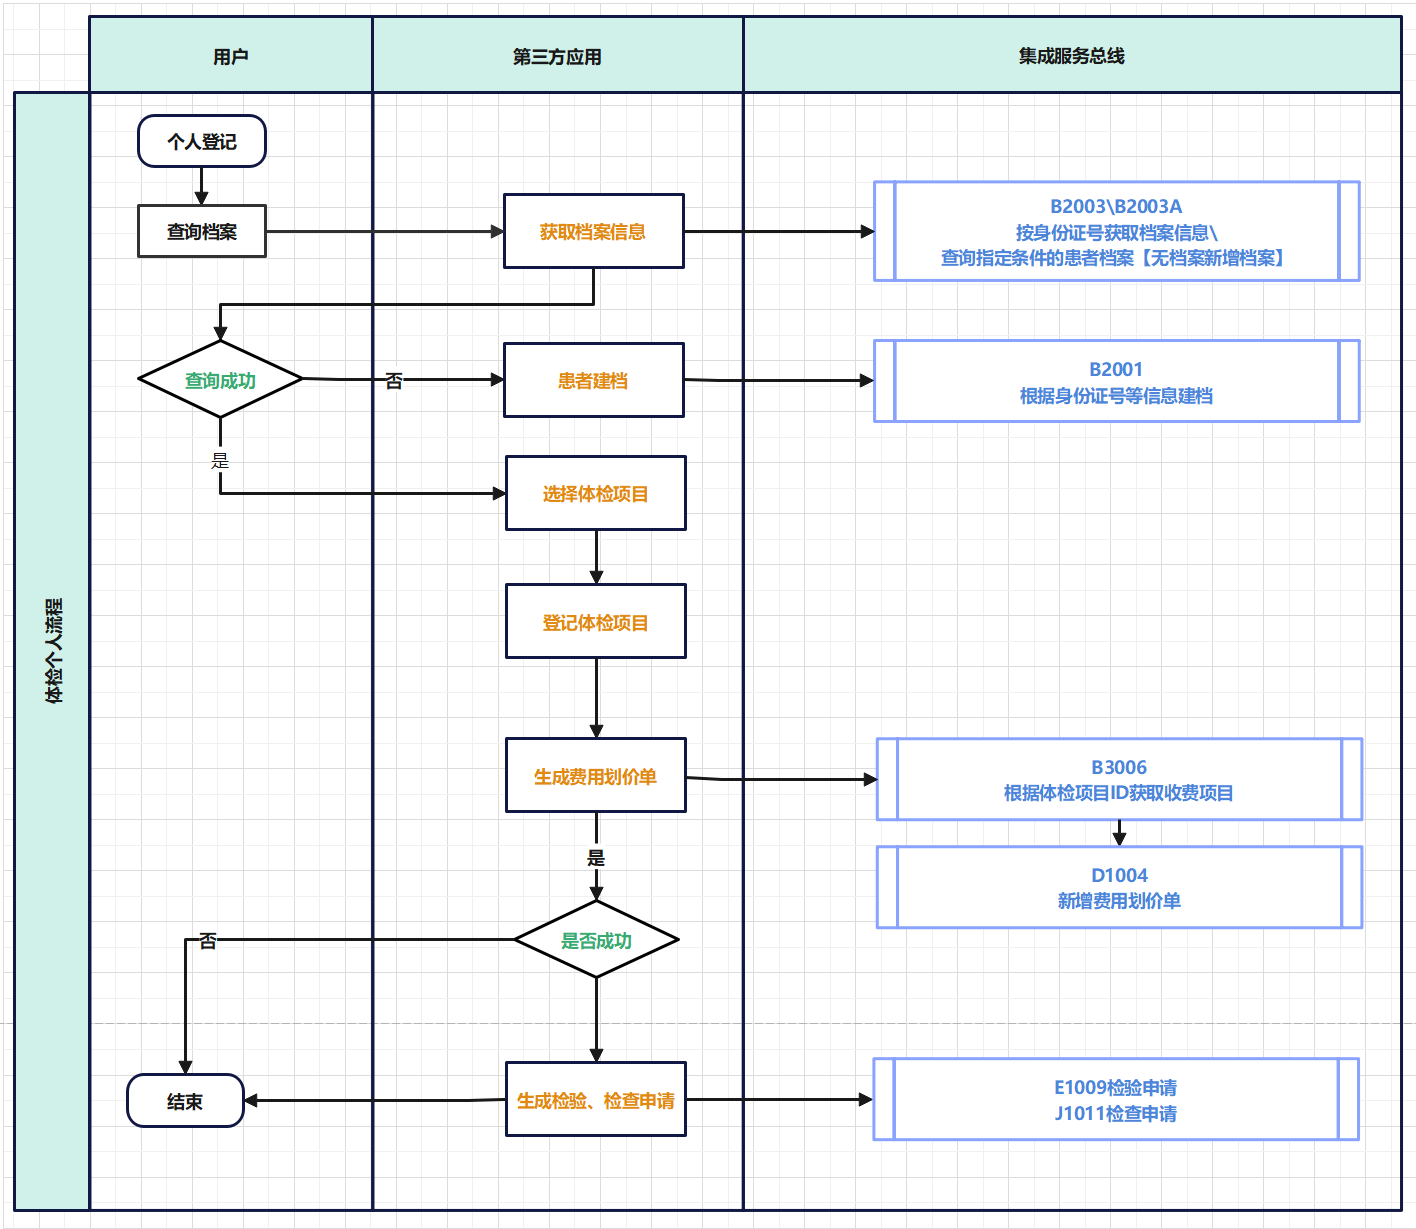 用户
第三方应用
集成服务总线
体检个人流程
个人登记
查询档案
获取档案信息
B2003\B2003A
按身份证号获取档案信息\
查询指定条件的患者档案【无档案新增档案】
查询成功
否
患者建档
B2001
根据身份证号等信息建档
是
选择体检项目
登记体检项目
生成费用划价单
B3006
根据体检项目ID获取收费项目
是
D1004
新增费用划价单
否
是否成功
结束
生成检验、检查申请
E1009检验申请
J1011检查申请